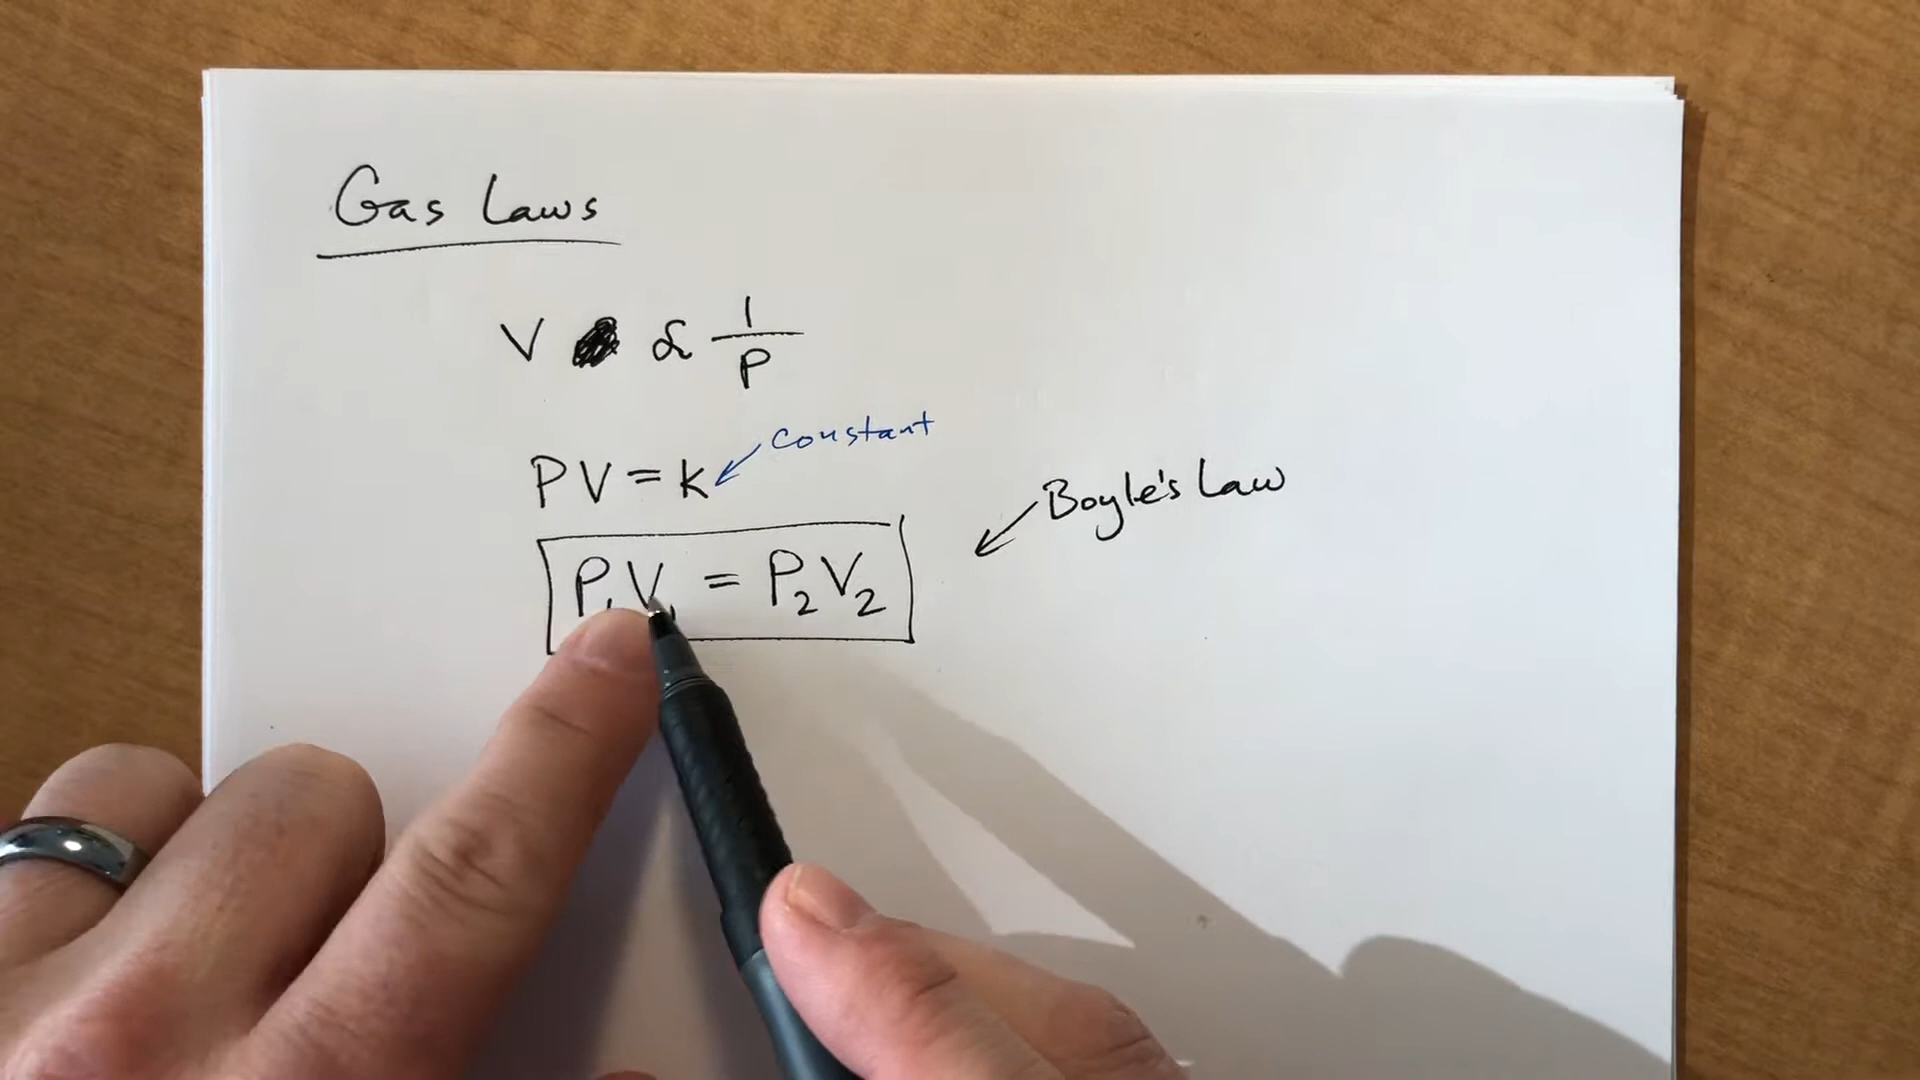 Gas Laws
V ∝ 1/P
PV = k
constant
P₁V₁ = P₂V₂
Boyle's Law